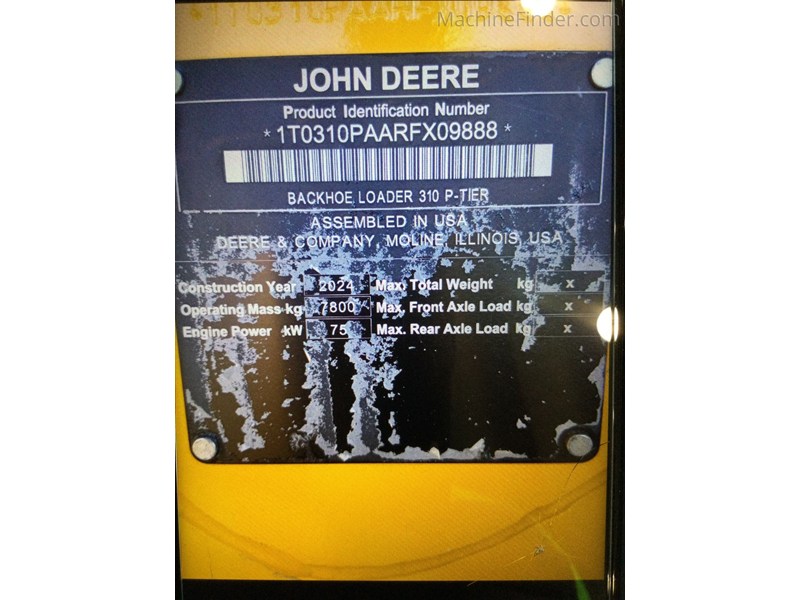 MachineFinder.com
JOHN DEERE
Product Identification Number
*1T0310PAARFX09888*
BACKHOE LOADER 310 P-TIER
ASSEMBLED IN USA
DEERE & COMPANY, MOLINE, ILLINOIS, USA
Construction Year 2024 Max. Total Weight kg x
Operating Mass kg 7800 Max. Front Axle Load kg x
Engine Power kW 75 Max. Rear Axle Load kg x